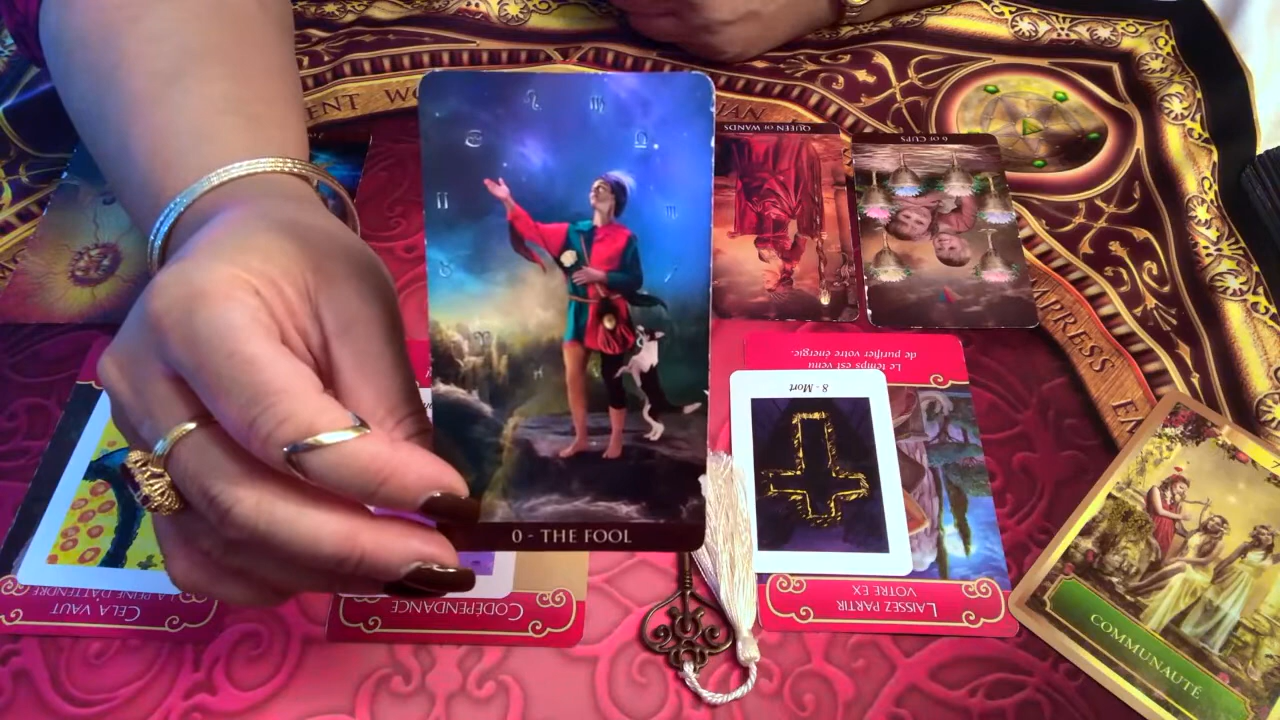 0 - THE FOOL
QUEEN OF WANDS
6 OF CUPS
Le temps est venu
de purifier votre énergie.
8 - Mort
LAISSEZ PARTIR
VOTRE EX
CODÉPENDANCE
CELA VAUT
LA PEINE D'ATTENDRE
COMMUNAUTÉ
EMPRESS